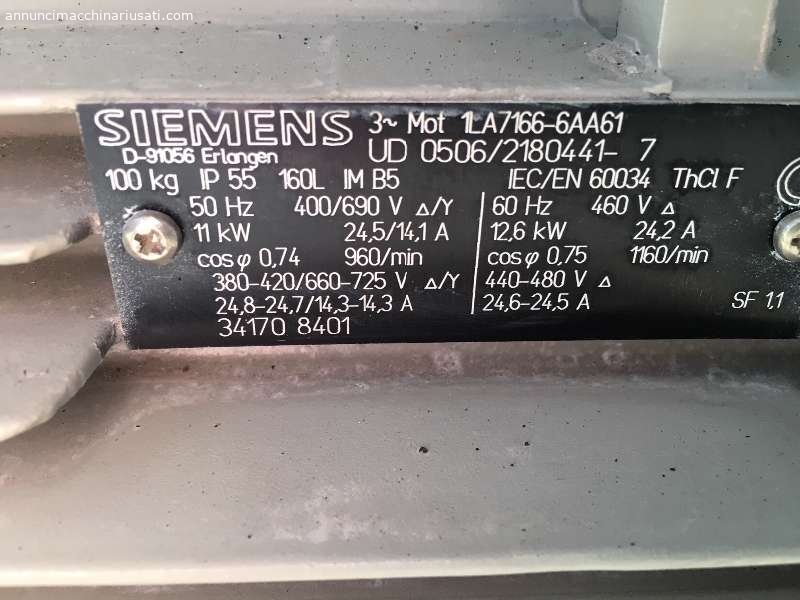 annuncimacchinariusati.com
SIEMENS 3~ Mot 1LA7166-6AA61
D-91056 Erlangen UD 0506/2180441- 7
100 kg IP 55 160L IM B5 IEC/EN 60034 ThCl F
50 Hz 400/690 V Δ/Y 60 Hz 460 V Δ
11 kW 24,5/14,1 A 12,6 kW 24,2 A
cos φ 0,74 960/min cos φ 0,75 1160/min
380-420/660-725 V Δ/Y 440-480 V Δ
24,8-24,7/14,3-14,3 A 24,6-24,5 A SF 1,1
34170 8401